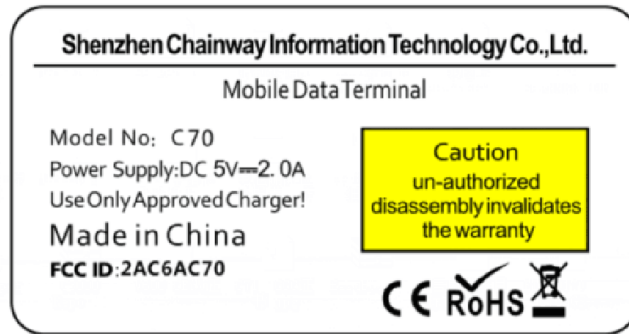 Shenzhen Chainway Information Technology Co.,Ltd.
Mobile Data Terminal
Model No: C70
Power Supply:DC 5V⎓2.0A
Use Only Approved Charger!
Made in China
FCC ID:2AC6AC70
Caution
un-authorized
disassembly invalidates
the warranty
CE RoHS